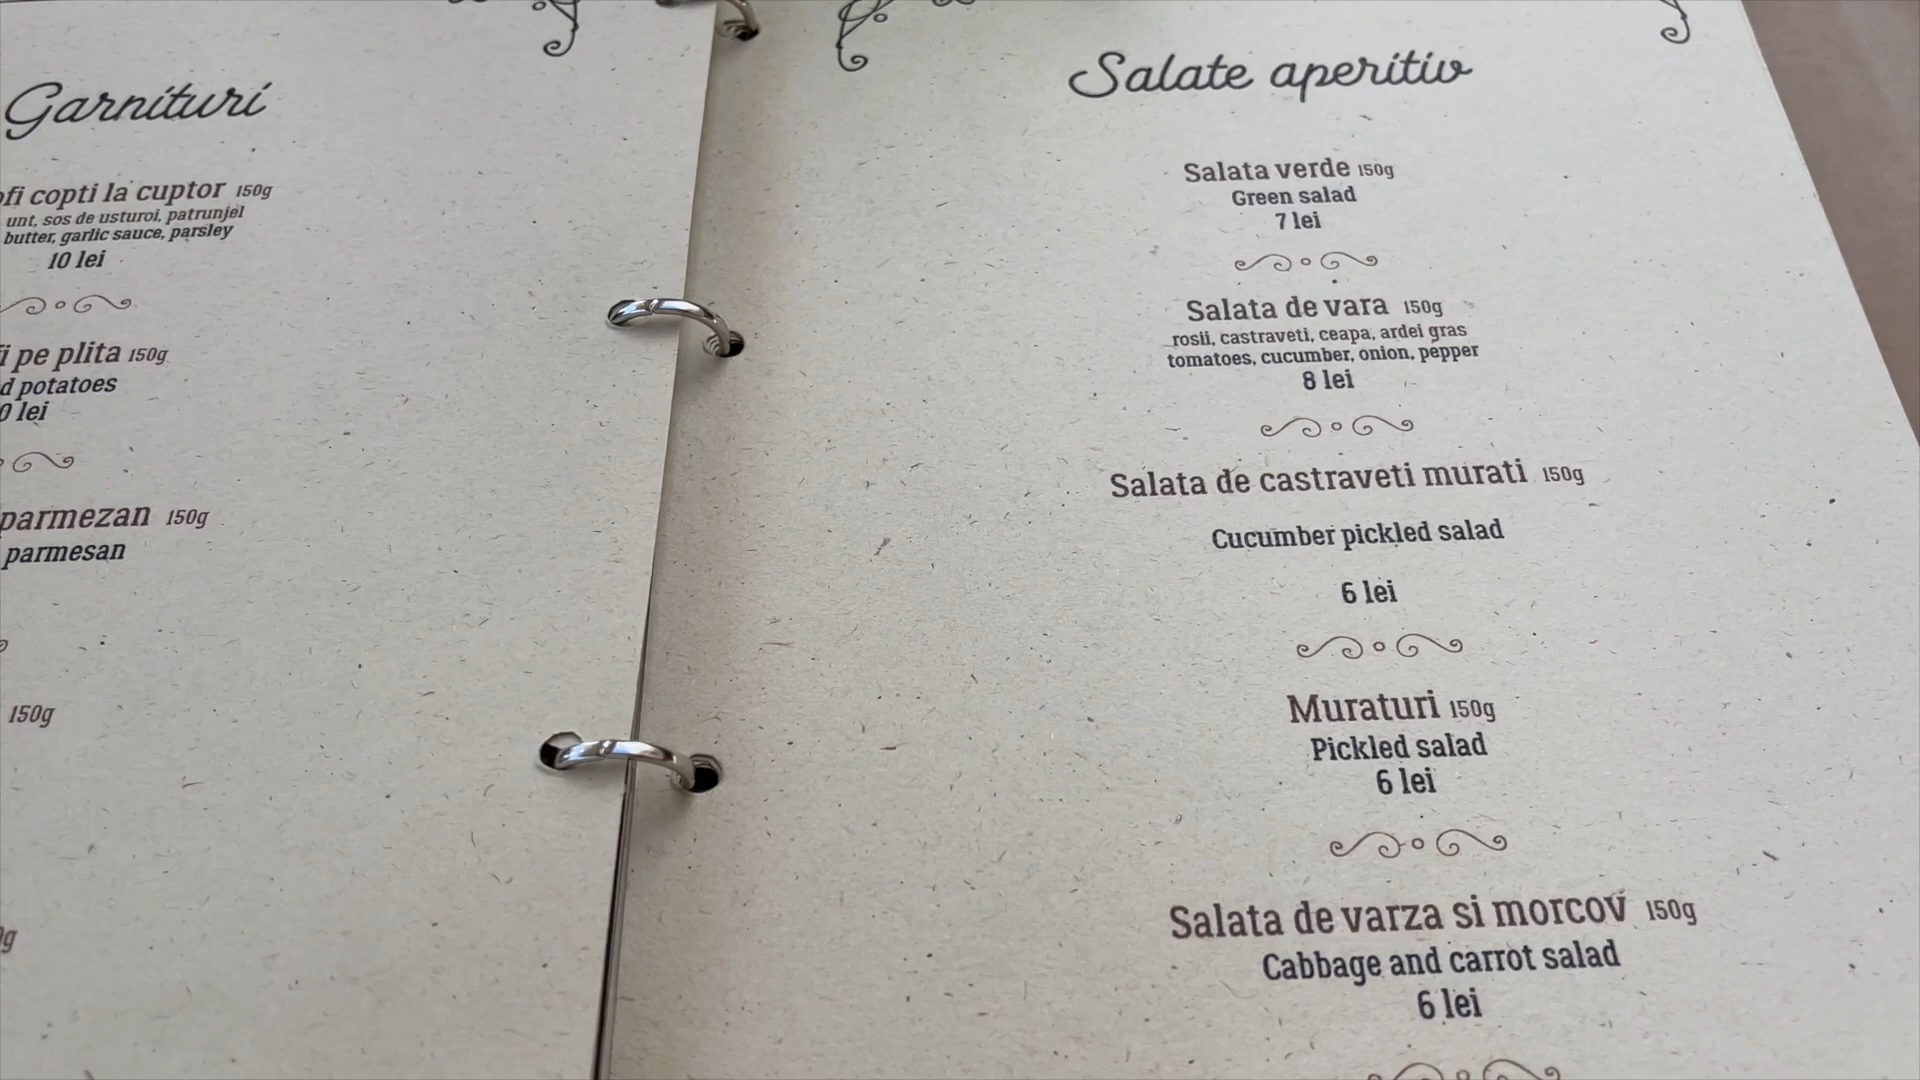 Garnituri
copti la cuptor 150g
unt, sos de usturoi, patrunjel
butter, garlic sauce, parsley
10 lei
pe plita 150g
potatoes
lei
parmezan 150g
parmesan
150g
Salate aperitiv
Salata verde 150g
Green salad
7 lei
Salata de vara 150g
rosii, castraveti, ceapa, ardei gras
tomatoes, cucumber, onion, pepper
8 lei
Salata de castraveti murati 150g
Cucumber pickled salad
6 lei
Muraturi 150g
Pickled salad
6 lei
Salata de varza si morcov 150g
Cabbage and carrot salad
6 lei